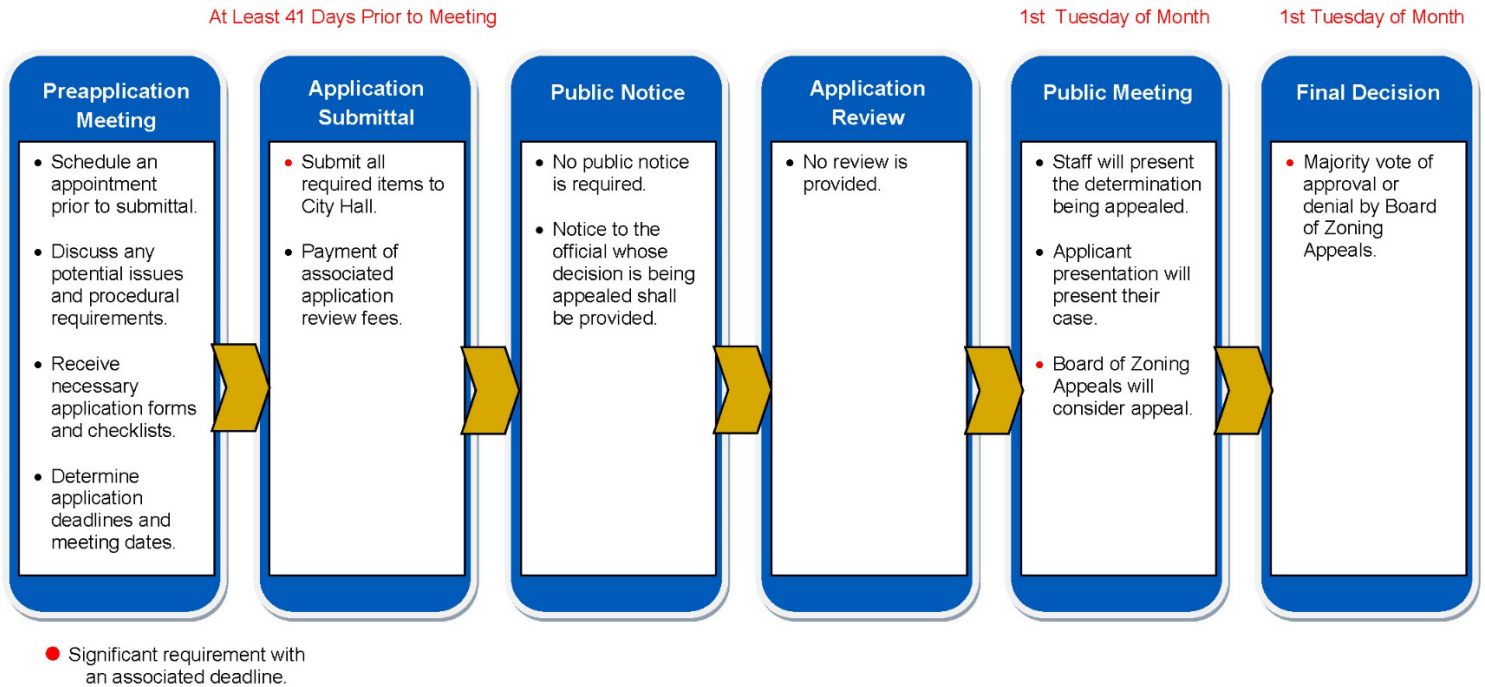 At Least 41 Days Prior to Meeting
1st Tuesday of Month
1st Tuesday of Month
Preapplication
Meeting
• Schedule an
appointment
prior to submittal.
• Discuss any
potential issues
and procedural
requirements.
• Receive
necessary
application forms
and checklists.
• Determine
application
deadlines and
meeting dates.
Application
Submittal
• Submit all
required items to
City Hall.
• Payment of
associated
application
review fees.
Public Notice
• No public notice
is required.
• Notice to the
official whose
decision is being
appealed shall
be provided.
Application
Review
• No review is
provided.
Public Meeting
• Staff will present
the determination
being appealed.
• Applicant
presentation will
present their
case.
• Board of Zoning
Appeals will
consider appeal.
Final Decision
• Majority vote of
approval or
denial by Board
of Zoning
Appeals.
● Significant requirement with
an associated deadline.